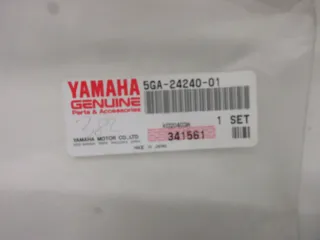 YAMAHA
GENUINE
Parts & Accessories
5GA-24240-01
1 SET
YAMAHA MOTOR CO.,LTD.
341561
MADE IN JAPAN